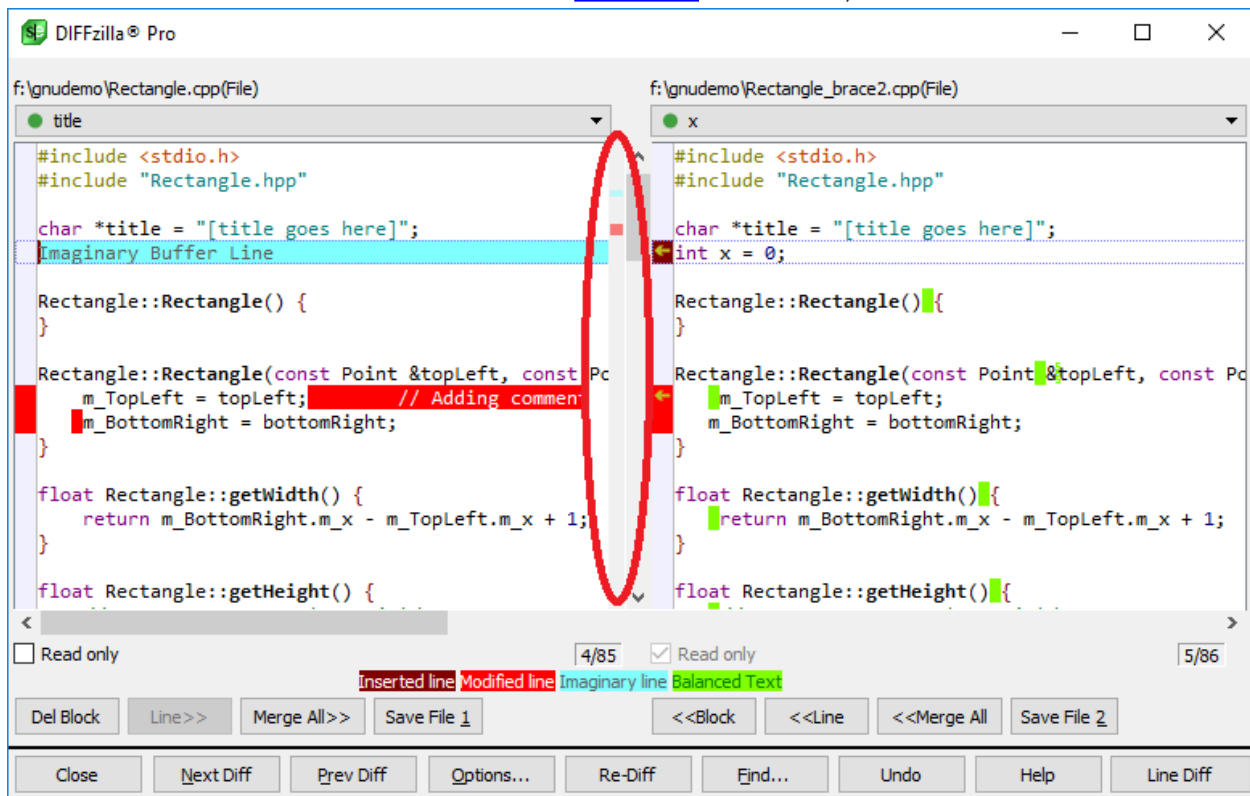 DIFFzilla® Pro
f:\gnudemo\Rectangle.cpp(File)
title
#include <stdio.h>
#include "Rectangle.hpp"
char *title = "[title goes here]";
Imaginary Buffer Line
Rectangle::Rectangle() {
}
Rectangle::Rectangle(const Point &topLeft, const Po
m_TopLeft = topLeft; // Adding comment
m_BottomRight = bottomRight;
}
float Rectangle::getWidth() {
return m_BottomRight.m_x - m_TopLeft.m_x + 1;
}
float Rectangle::getHeight() {
f:\gnudemo\Rectangle_brace2.cpp(File)
x
#include <stdio.h>
#include "Rectangle.hpp"
char *title = "[title goes here]";
int x = 0;
Rectangle::Rectangle() {
}
Rectangle::Rectangle(const Point &topLeft, const Po
m_TopLeft = topLeft;
m_BottomRight = bottomRight;
}
float Rectangle::getWidth() {
return m_BottomRight.m_x - m_TopLeft.m_x + 1;
}
float Rectangle::getHeight() {
Read only 4/85 Read only 5/86
Inserted line Modified line Imaginary line Balanced Text
Del Block Line>> Merge All>> Save File 1 <<Block <<Line <<Merge All Save File 2
Close Next Diff Prev Diff Options... Re-Diff Find... Undo Help Line Diff